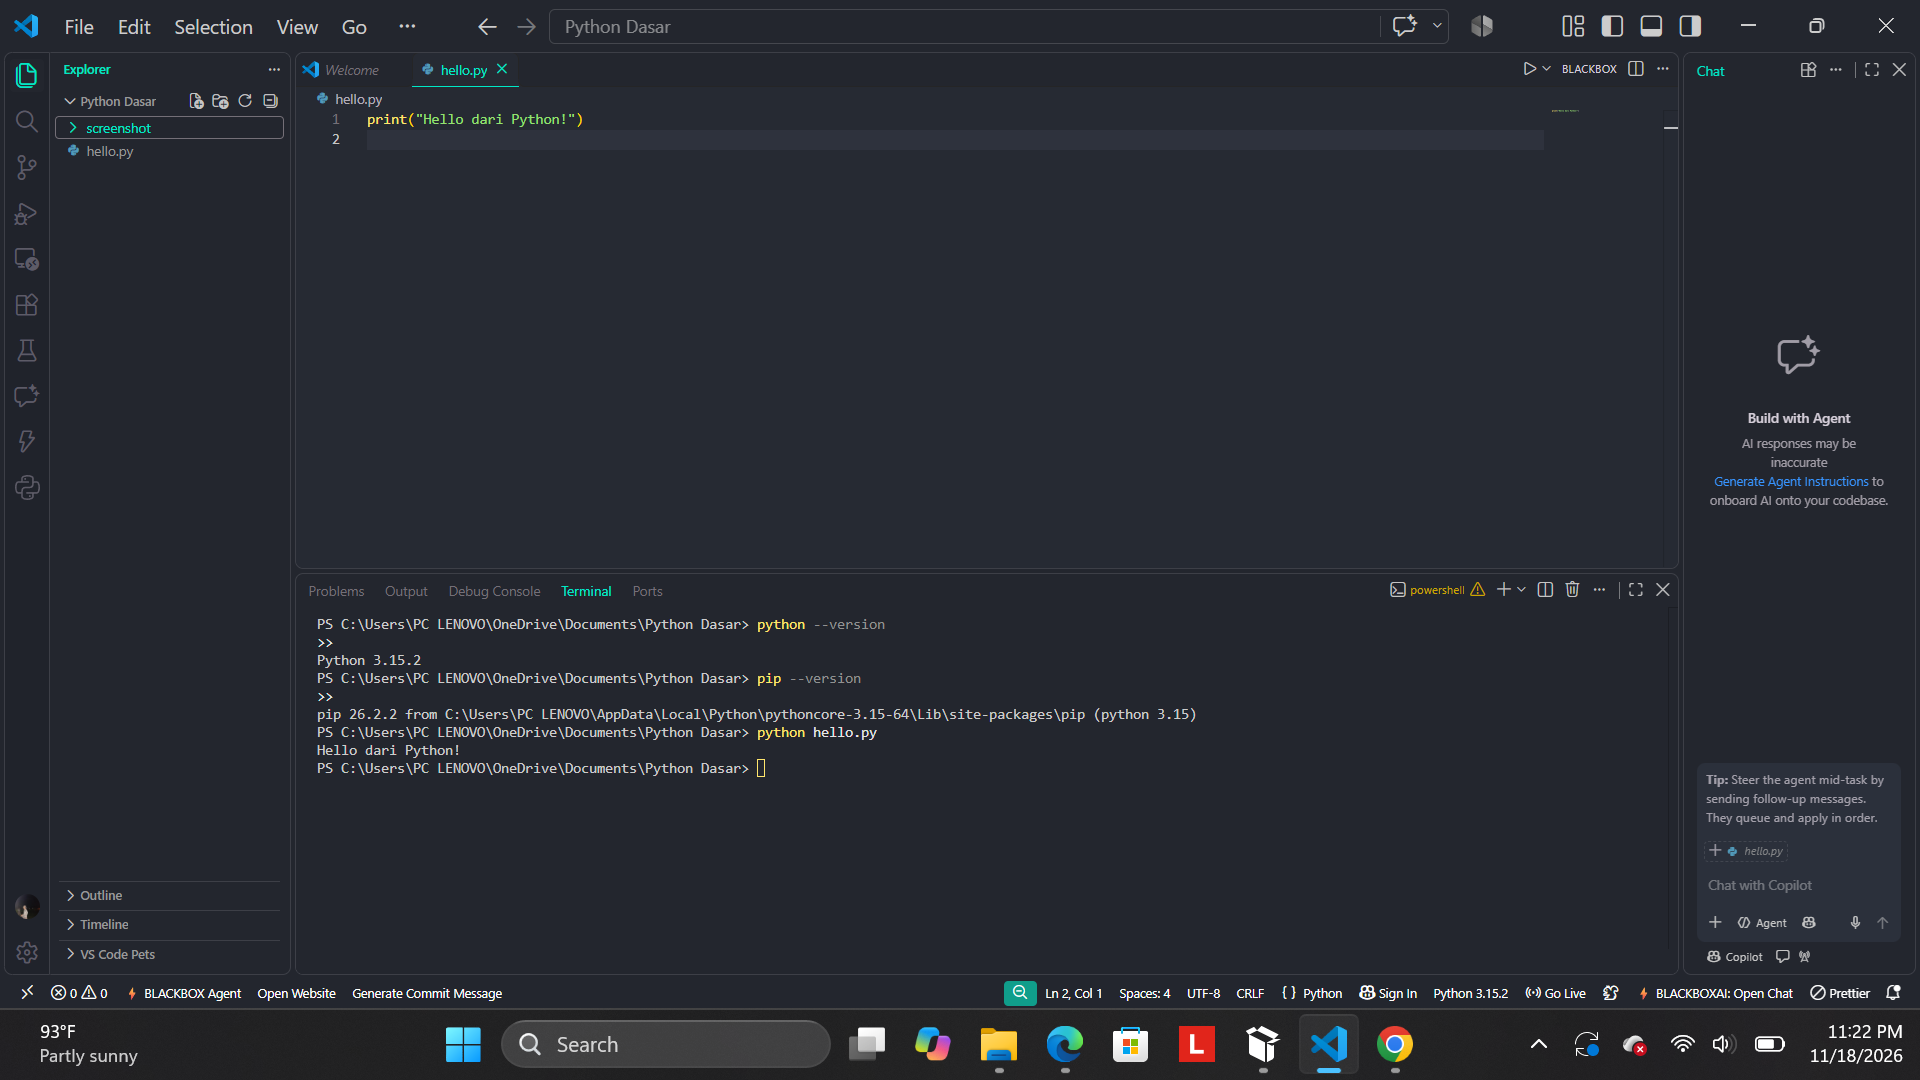 File Edit Selection View Go ···
Python Dasar
Explorer
Python Dasar
screenshot
hello.py
Outline
Timeline
VS Code Pets
Welcome
hello.py
BLACKBOX
hello.py
1 print("Hello dari Python!")
2
Problems Output Debug Console Terminal Ports
powershell
PS C:\Users\PC LENOVO\OneDrive\Documents\Python Dasar> python --version
>>
Python 3.15.2
PS C:\Users\PC LENOVO\OneDrive\Documents\Python Dasar> pip --version
>>
pip 26.2.2 from C:\Users\PC LENOVO\AppData\Local\Python\pythoncore-3.15-64\Lib\site-packages\pip (python 3.15)
PS C:\Users\PC LENOVO\OneDrive\Documents\Python Dasar> python hello.py
Hello dari Python!
PS C:\Users\PC LENOVO\OneDrive\Documents\Python Dasar>
Chat
Build with Agent
AI responses may be
inaccurate
Generate Agent Instructions to
onboard AI onto your codebase.
Tip: Steer the agent mid-task by
sending follow-up messages.
They queue and apply in order.
hello.py
Chat with Copilot
Agent
Copilot
0 0 BLACKBOX Agent Open Website Generate Commit Message
Ln 2, Col 1 Spaces: 4 UTF-8 CRLF { } Python Sign In Python 3.15.2 Go Live BLACKBOXAI: Open Chat Prettier
93°F
Partly sunny
Search
L
11:22 PM
11/18/2026